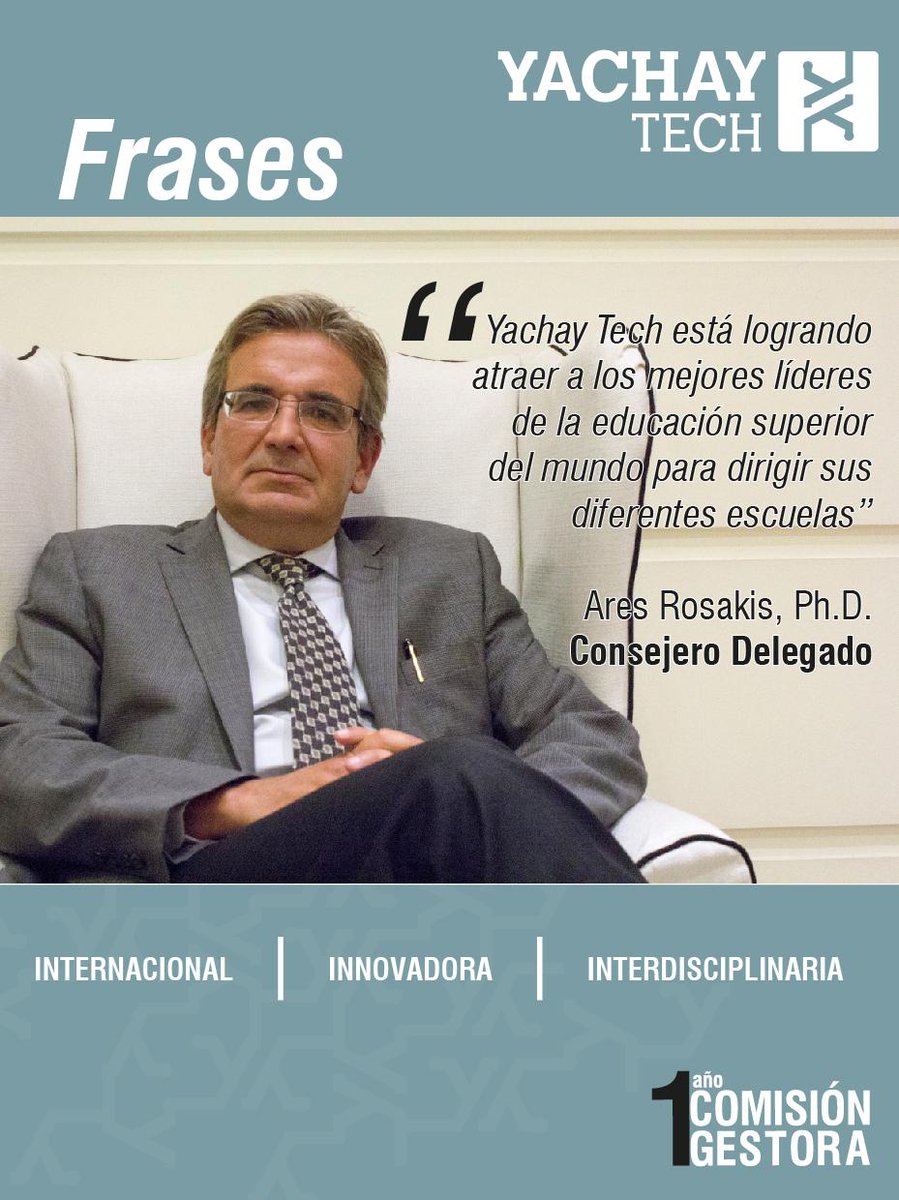 YACHAY
TECH
Frases
“Yachay Tech está logrando
atraer a los mejores líderes
de la educación superior
del mundo para dirigir sus
diferentes escuelas”
Ares Rosakis, Ph.D.
Consejero Delegado
INTERNACIONAL | INNOVADORA | INTERDISCIPLINARIA
1 año
COMISIÓN
GESTORA